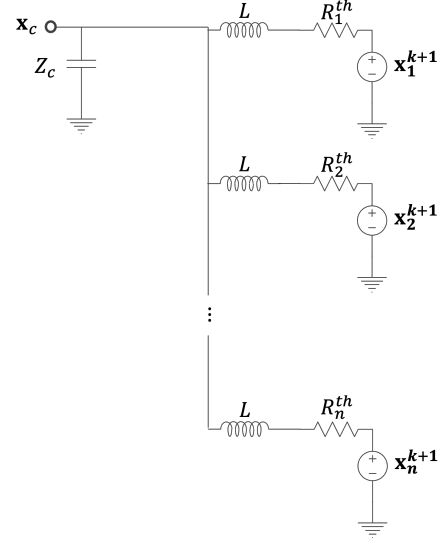 x_c
Z_c
L R_1^{th}
+
−
x_1^{k+1}
L R_2^{th}
+
−
x_2^{k+1}
⋮
L R_n^{th}
+
−
x_n^{k+1}